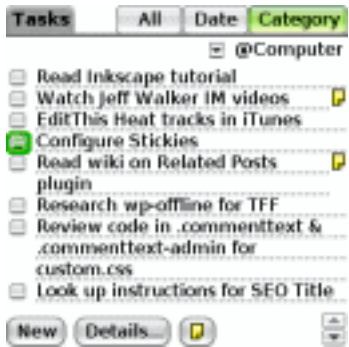 Tasks All Date Category
@Computer
Read Inkscape tutorial
Watch Jeff Walker IM videos
EditThis Heat tracks in iTunes
Configure Stickies
Read wiki on Related Posts
plugin
Research wp-offline for TFF
Review code in .commenttext &
.commenttext-admin for
custom.css
Look up instructions for SEO Title
New Details...